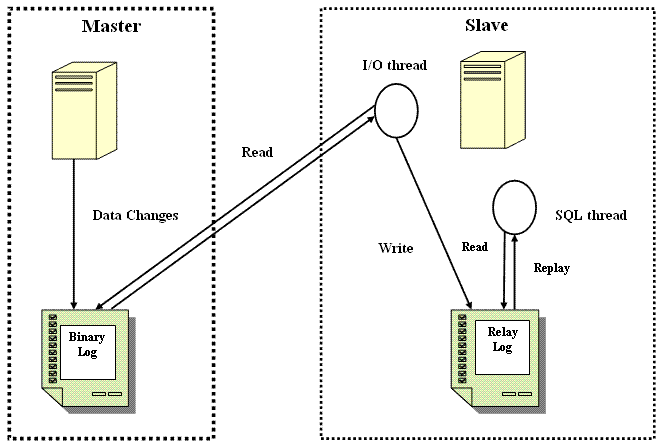 Master
Slave
I/O thread
Read
Data Changes
SQL thread
Write
Read
Replay
Binary
Log
Relay
Log